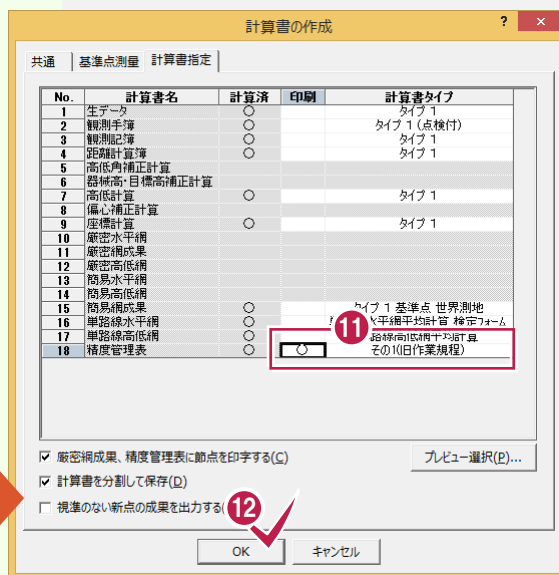 計算書の作成 ? ×
共通 基準点測量 計算書指定
No. 計算書名 計算済 印刷 計算書タイプ
1 生データ ○ タイプ 1
2 観測手簿 ○ タイプ 1 (点検付)
3 観測記簿 ○ タイプ 1
4 距離計算簿 ○ タイプ 1
5 高低角補正計算
6 器械高・目標高補正計算
7 高低計算 ○ タイプ 1
8 偏心補正計算
9 座標計算 ○ タイプ 1
10 厳密水平網
11 厳密網成果
12 厳密高低網
13 簡易水平網
14 簡易高低網
15 簡易網成果 ○ タイプ 1 基準点 世界測地
16 単路線水平網 ○ 水平網平均計算 検定フォーム
17 単路線高低網 ○ 路線高低網平均計算
18 精度管理表 ○ ○ その1(旧作業規程)
11
厳密網成果、精度管理表に節点を印字する(C) プレビュー選択(P)...
計算書を分割して保存(D)
視準のない新点の成果を出力する(
12
OK キャンセル